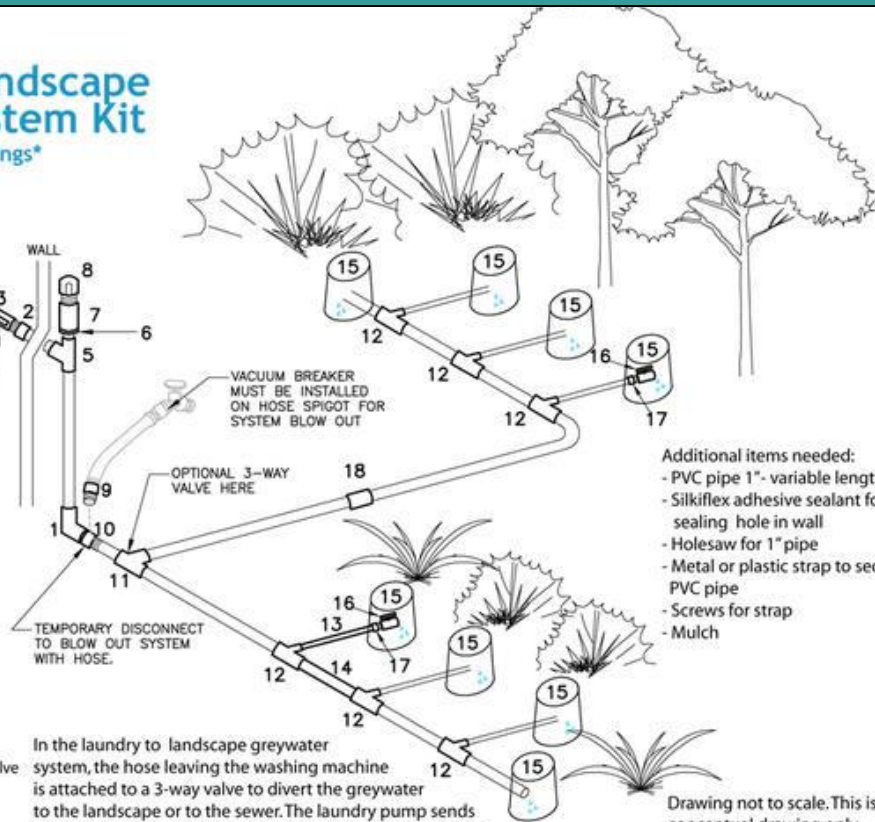 ndscape
stem Kit
ngs*
WALL
8
3
2
7
6
5
15
15
12
15
12
16
15
12
17
VACUUM BREAKER
MUST BE INSTALLED
ON HOSE SPIGOT FOR
SYSTEM BLOW OUT
OPTIONAL 3-WAY
VALVE HERE
18
9
1
10
11
Additional items needed:
- PVC pipe 1"- variable lengt
- Silkiflex adhesive sealant fo
sealing hole in wall
- Holesaw for 1" pipe
- Metal or plastic strap to sec
PVC pipe
- Screws for strap
- Mulch
TEMPORARY DISCONNECT
TO BLOW OUT SYSTEM
WITH HOSE.
16
15
13
17
12
14
15
12
15
12
15
In the laundry to landscape greywater
lve system, the hose leaving the washing machine
is attached to a 3-way valve to divert the greywater
to the landscape or to the sewer. The laundry pump sends
Drawing not to scale. This is